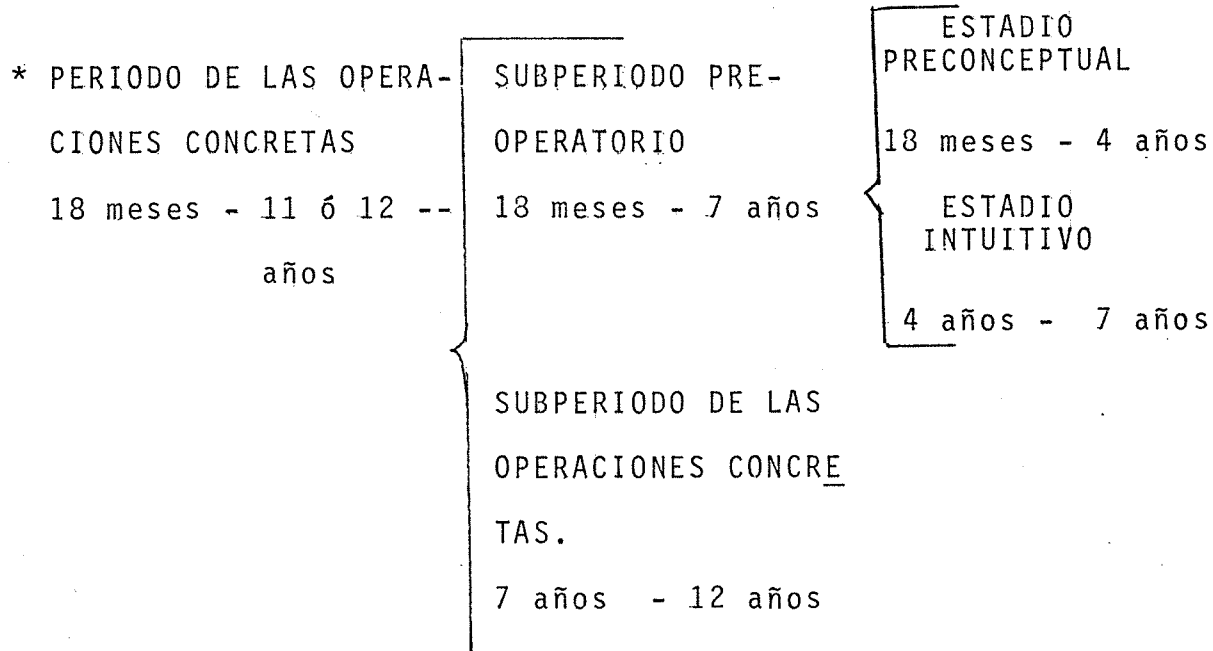 * PERIODO DE LAS OPERA-
CIONES CONCRETAS
18 meses - 11 ó 12 --
años
SUBPERIODO PRE-
OPERATORIO
18 meses - 7 años
SUBPERIODO DE LAS
OPERACIONES CONCRE
TAS.
7 años - 12 años
ESTADIO
PRECONCEPTUAL
18 meses - 4 años
ESTADIO
INTUITIVO
4 años - 7 años